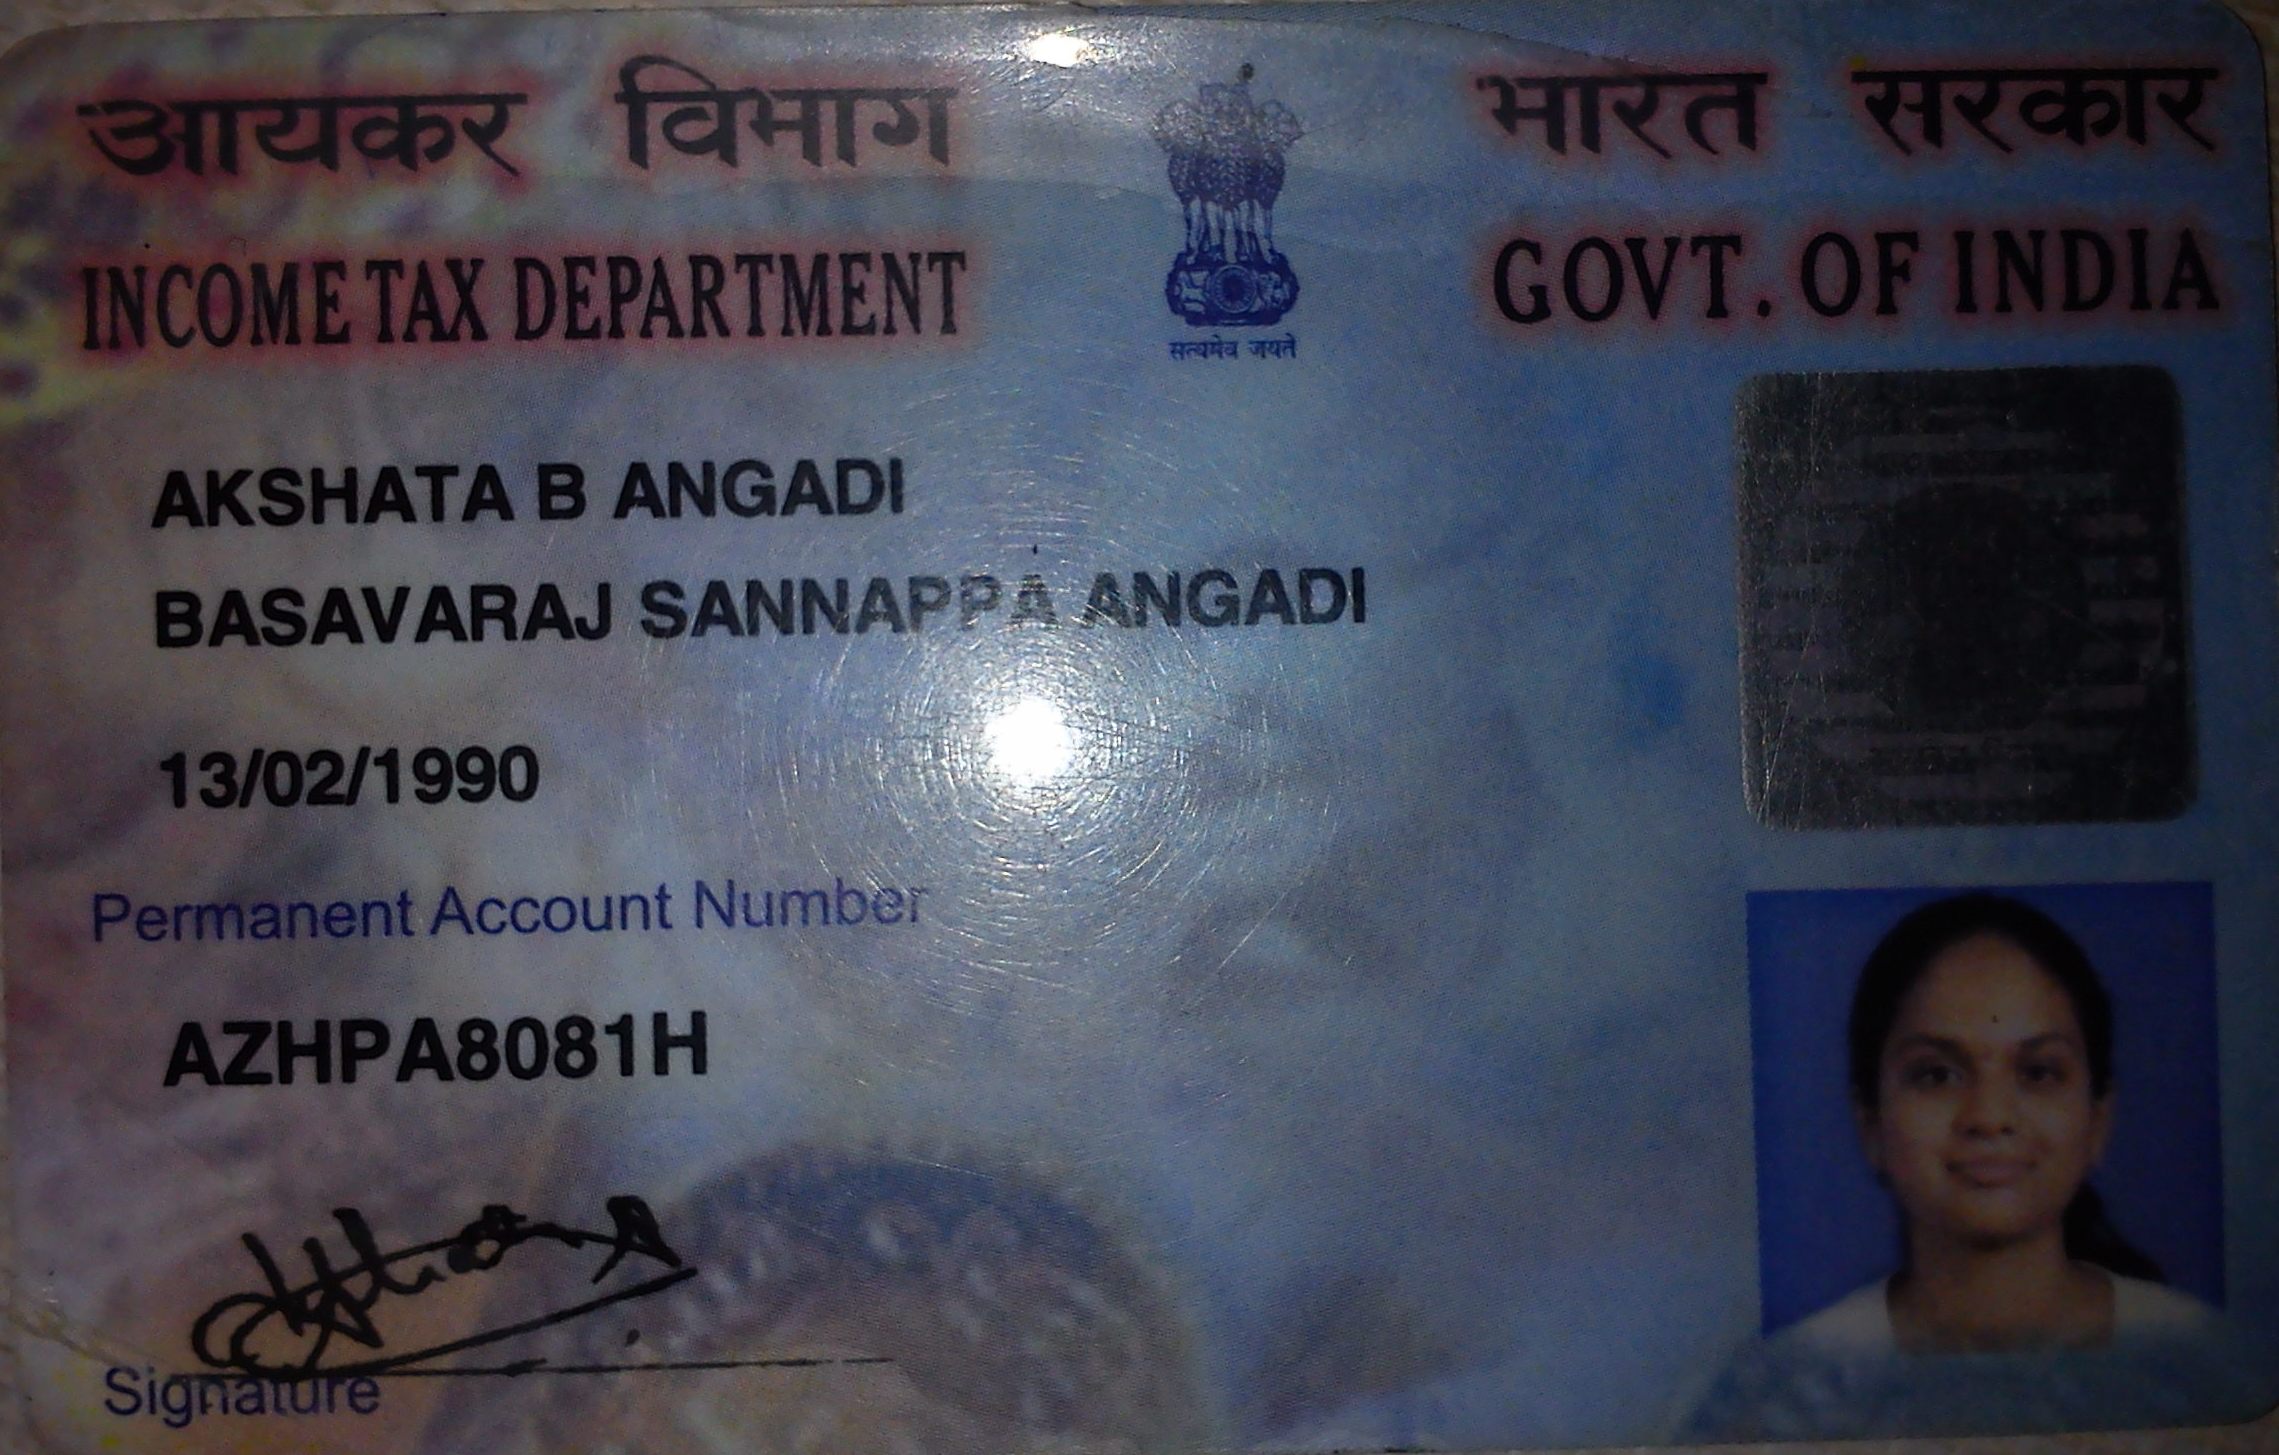 आयकर विभाग
INCOME TAX DEPARTMENT
भारत सरकार
GOVT. OF INDIA
सत्यमेव जयते
AKSHATA B ANGADI
BASAVARAJ SANNAPPA ANGADI
13/02/1990
Permanent Account Number
AZHPA8081H
Signature